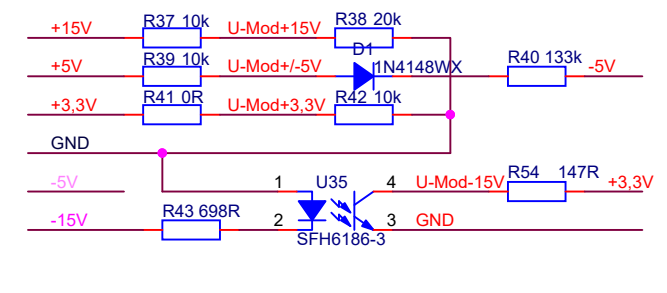 +15V R37 10k U-Mod+15V R38 20k
D1
+5V R39 10k U-Mod+/-5V 1N4148WX R40 133k -5V
+3,3V R41 0R U-Mod+3,3V R42 10k
GND
-5V 1 U35 4 U-Mod-15V R54 147R +3,3V
-15V R43 698R 2 3 GND
SFH6186-3